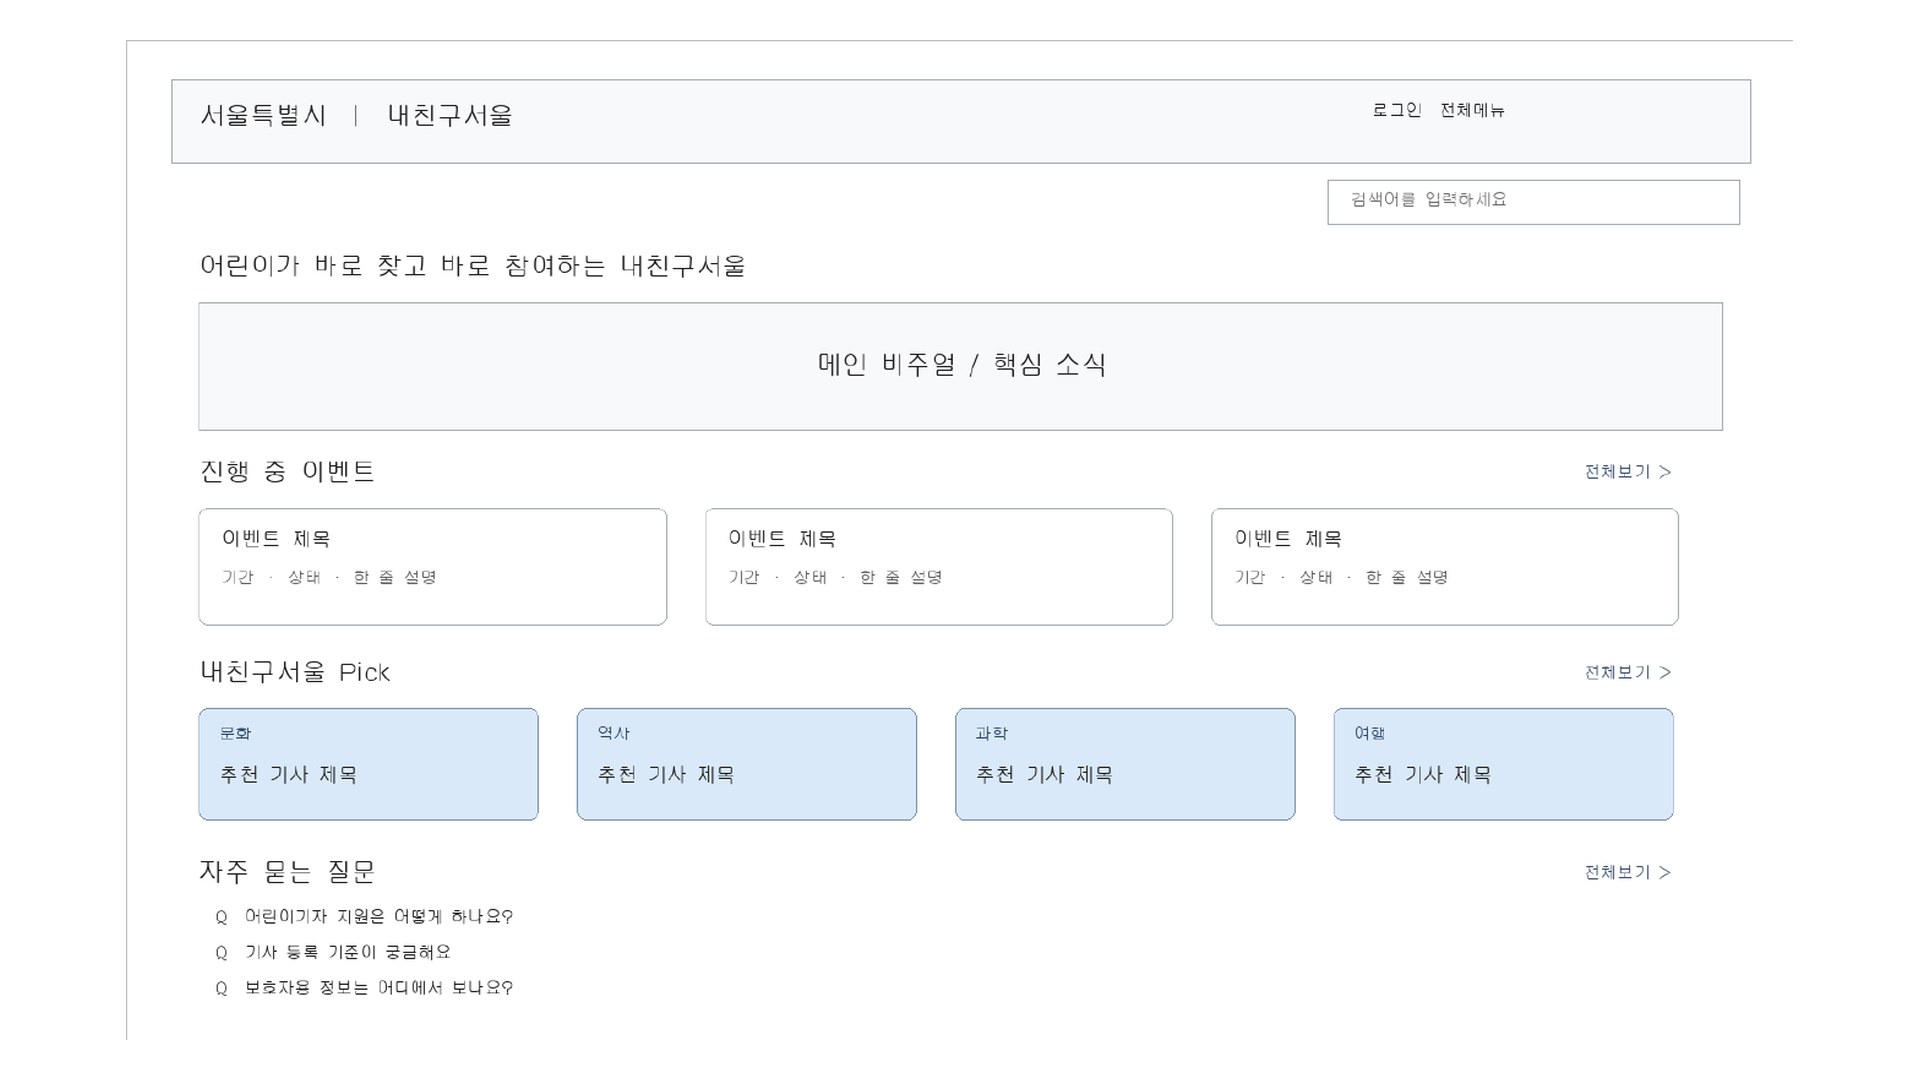 서울특별시 | 내친구서울
로그인 전체메뉴
검색어를 입력하세요
어린이가 바로 찾고 바로 참여하는 내친구서울
메인 비주얼 / 핵심 소식
진행 중 이벤트
전체보기 >
이벤트 제목
기간 · 상태 · 한 줄 설명
이벤트 제목
기간 · 상태 · 한 줄 설명
이벤트 제목
기간 · 상태 · 한 줄 설명
내친구서울 Pick
전체보기 >
문화
추천 기사 제목
역사
추천 기사 제목
과학
추천 기사 제목
여행
추천 기사 제목
자주 묻는 질문
전체보기 >
Q 어린이기자 지원은 어떻게 하나요?
Q 기사 등록 기준이 궁금해요
Q 보호자용 정보는 어디에서 보나요?